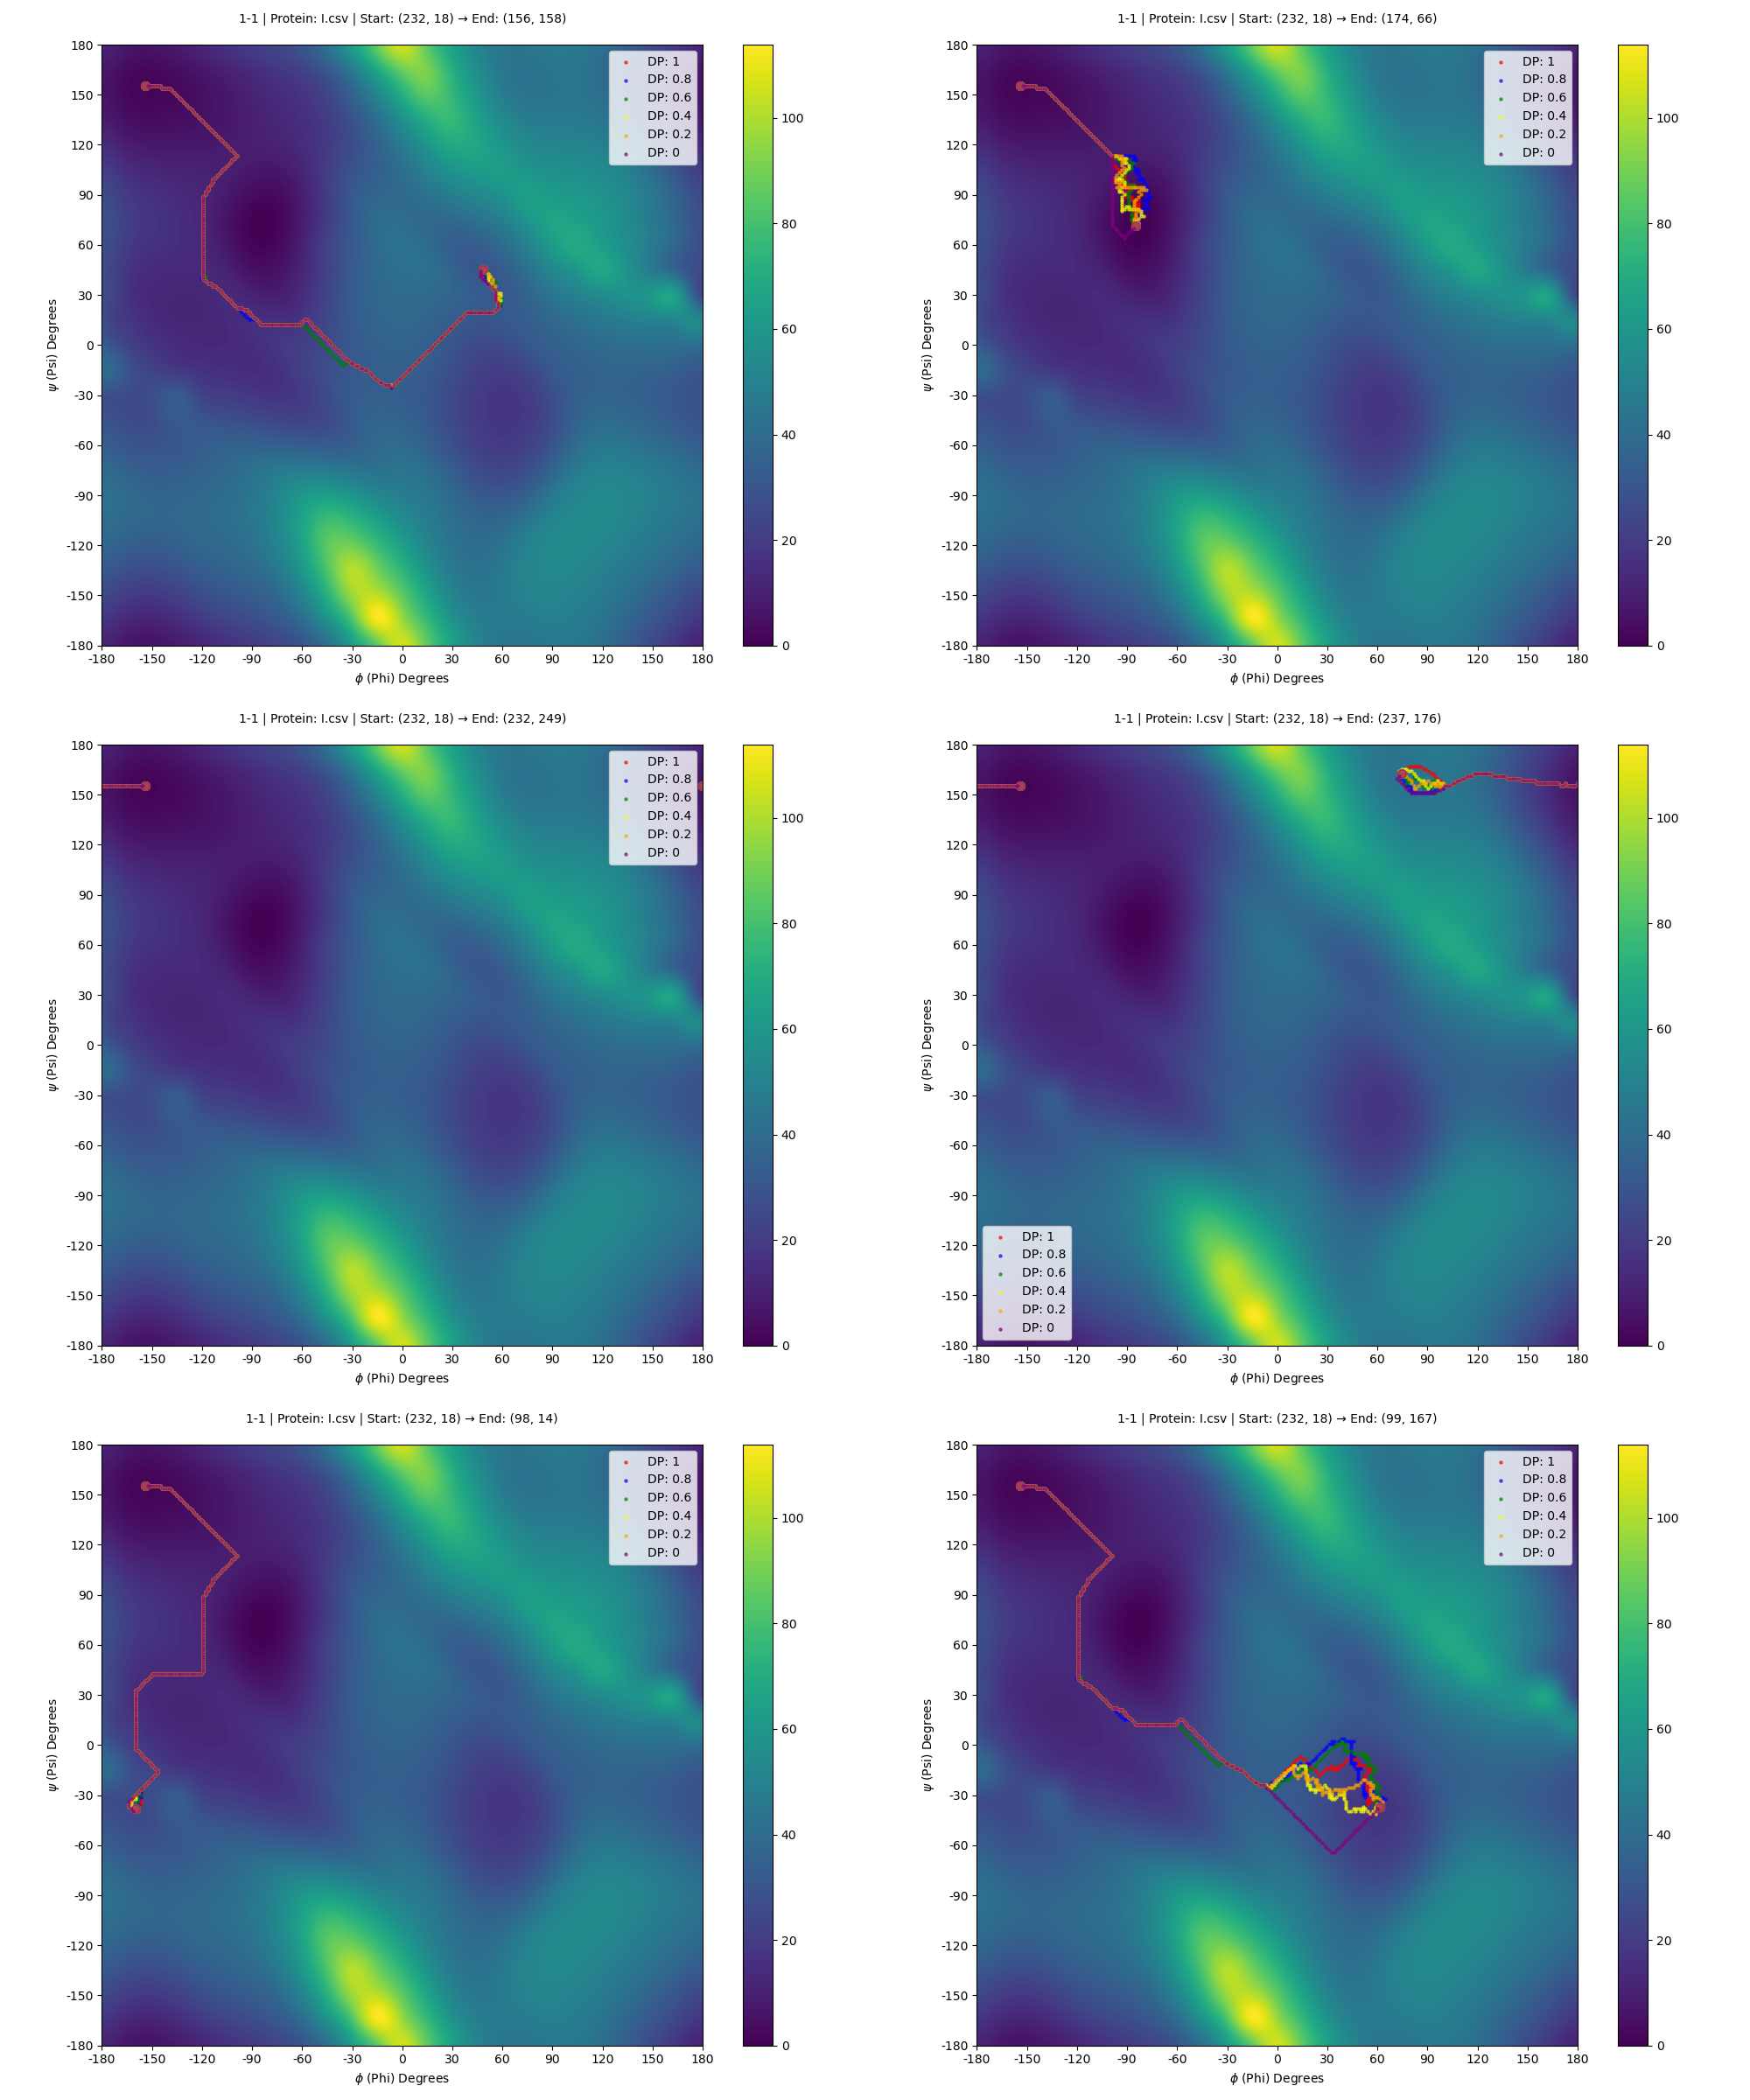 1-1 | Protein: I.csv | Start: (232, 18) → End: (156, 158)
180
150
120
90
60
30
0
-30
-60
-90
-120
-150
-180
ψ (Psi) Degrees
-180 -150 -120 -90 -60 -30 0 30 60 90 120 150 180
ϕ (Phi) Degrees
DP: 1
DP: 0.8
DP: 0.6
DP: 0.4
DP: 0.2
DP: 0
100
80
60
40
20
0
1-1 | Protein: I.csv | Start: (232, 18) → End: (174, 66)
180
150
120
90
60
30
0
-30
-60
-90
-120
-150
-180
ψ (Psi) Degrees
-180 -150 -120 -90 -60 -30 0 30 60 90 120 150 180
ϕ (Phi) Degrees
DP: 1
DP: 0.8
DP: 0.6
DP: 0.4
DP: 0.2
DP: 0
100
80
60
40
20
0
1-1 | Protein: I.csv | Start: (232, 18) → End: (232, 249)
180
150
120
90
60
30
0
-30
-60
-90
-120
-150
-180
ψ (Psi) Degrees
-180 -150 -120 -90 -60 -30 0 30 60 90 120 150 180
ϕ (Phi) Degrees
DP: 1
DP: 0.8
DP: 0.6
DP: 0.4
DP: 0.2
DP: 0
100
80
60
40
20
0
1-1 | Protein: I.csv | Start: (232, 18) → End: (237, 176)
180
150
120
90
60
30
0
-30
-60
-90
-120
-150
-180
ψ (Psi) Degrees
-180 -150 -120 -90 -60 -30 0 30 60 90 120 150 180
ϕ (Phi) Degrees
DP: 1
DP: 0.8
DP: 0.6
DP: 0.4
DP: 0.2
DP: 0
100
80
60
40
20
0
1-1 | Protein: I.csv | Start: (232, 18) → End: (98, 14)
180
150
120
90
60
30
0
-30
-60
-90
-120
-150
-180
ψ (Psi) Degrees
-180 -150 -120 -90 -60 -30 0 30 60 90 120 150 180
ϕ (Phi) Degrees
DP: 1
DP: 0.8
DP: 0.6
DP: 0.4
DP: 0.2
DP: 0
100
80
60
40
20
0
1-1 | Protein: I.csv | Start: (232, 18) → End: (99, 167)
180
150
120
90
60
30
0
-30
-60
-90
-120
-150
-180
ψ (Psi) Degrees
-180 -150 -120 -90 -60 -30 0 30 60 90 120 150 180
ϕ (Phi) Degrees
DP: 1
DP: 0.8
DP: 0.6
DP: 0.4
DP: 0.2
DP: 0
100
80
60
40
20
0